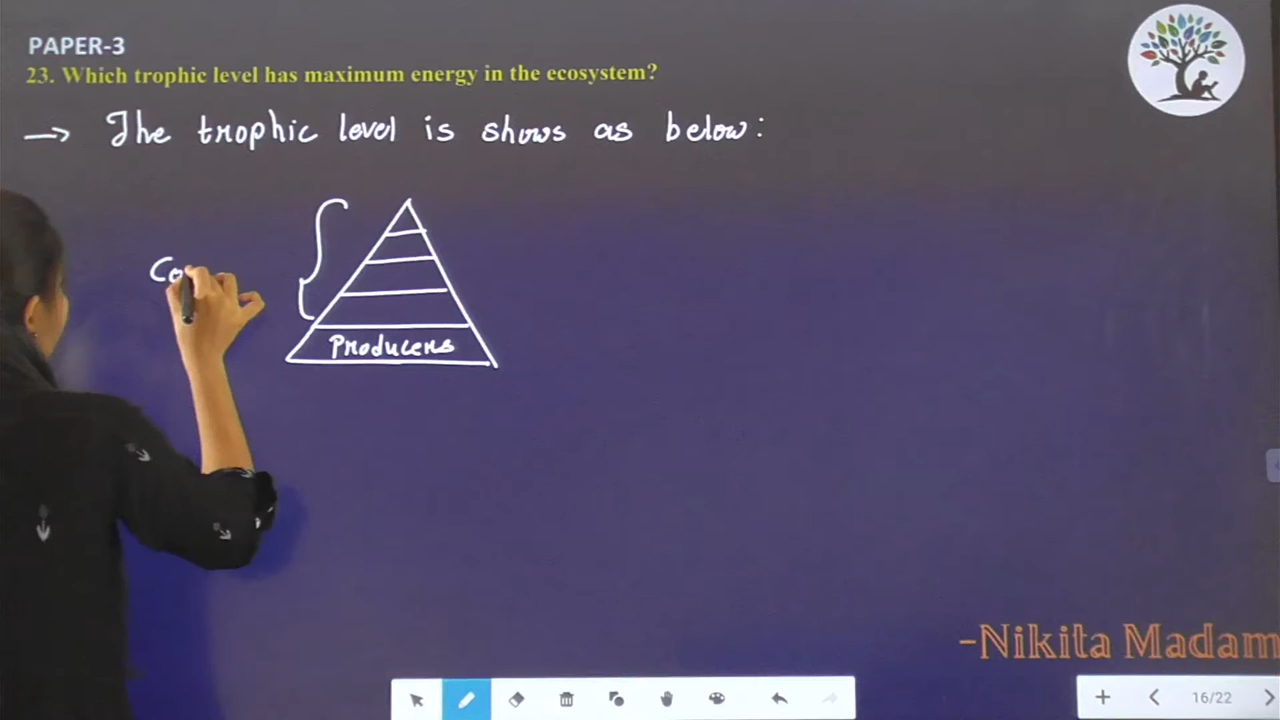 PAPER-3
23. Which trophic level has maximum energy in the ecosystem?
→ The trophic level is shows as below:
Co
Producers
-Nikita Madam
16/22